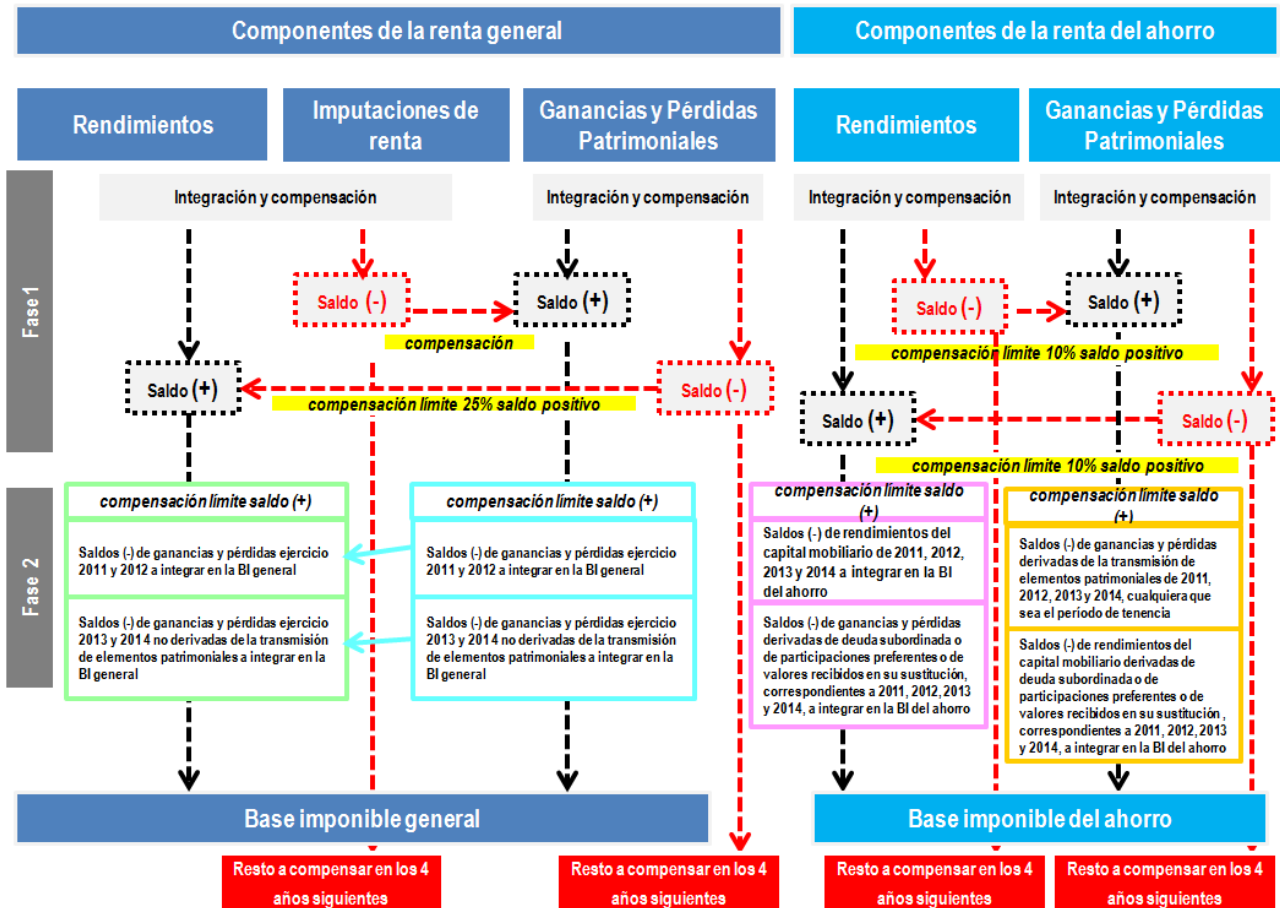 Componentes de la renta general
Componentes de la renta del ahorro
Rendimientos
Imputaciones de
renta
Ganancias y Pérdidas
Patrimoniales
Rendimientos
Ganancias y Pérdidas
Patrimoniales
Fase 1
Integración y compensación
Integración y compensación
Integración y compensación
Integración y compensación
Saldo (-)
Saldo (+)
Saldo (-)
Saldo (+)
compensación
compensación límite 10% saldo positivo
Saldo (+)
Saldo (-)
compensación límite 25% saldo positivo
Saldo (+)
Saldo (-)
compensación límite 10% saldo positivo
Fase 2
compensación límite saldo (+)
Saldos (-) de ganancias y pérdidas ejercicio
2011 y 2012 a integrar en la BI general
Saldos (-) de ganancias y pérdidas ejercicio
2013 y 2014 no derivadas de la transmisión
de elementos patrimoniales a integrar en la
BI general
compensación límite saldo (+)
Saldos (-) de ganancias y pérdidas ejercicio
2011 y 2012 a integrar en la BI general
Saldos (-) de ganancias y pérdidas ejercicio
2013 y 2014 no derivadas de la transmisión
de elementos patrimoniales a integrar en la
BI general
compensación límite saldo
(+)
Saldos (-) de rendimientos del
capital mobiliario de 2011, 2012,
2013 y 2014 a integrar en la BI
del ahorro
Saldos (-) de ganancias y pérdidas
derivadas de deuda subordinada o
de participaciones preferentes o de
valores recibidos en su sustitución,
correspondientes a 2011, 2012, 2013
y 2014, a integrar en la BI del ahorro
compensación límite saldo
(+)
Saldos (-) de ganancias y pérdidas
derivadas de la transmisión de
elementos patrimoniales de 2011,
2012, 2013 y 2014, cualquiera que
sea el período de tenencia
Saldos (-) de rendimientos del
capital mobiliario derivadas de
deuda subordinada o de
participaciones preferentes o de
valores recibidos en su sustitución ,
correspondientes a 2011, 2012, 2013
y 2014, a integrar en la BI del ahorro
Base imponible general
Base imponible del ahorro
Resto a compensar en los 4
años siguientes
Resto a compensar en los 4
años siguientes
Resto a compensar en los 4
años siguientes
Resto a compensar en los 4
años siguientes